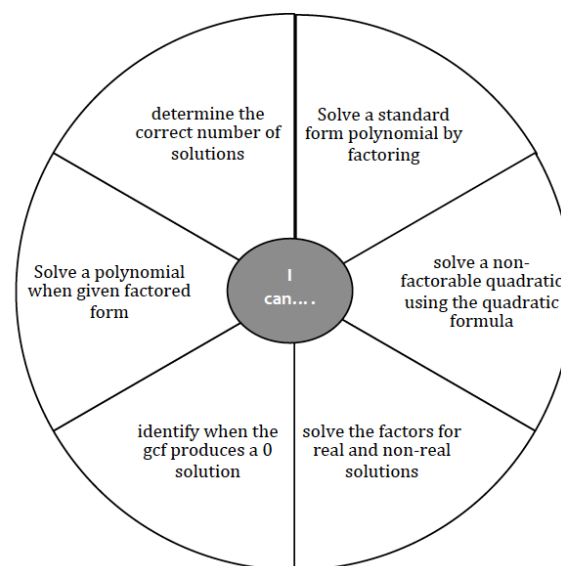 determine the
correct number of
solutions
Solve a standard
form polynomial by
factoring
Solve a polynomial
when given factored
form
I
can....
solve a non-
factorable quadratic
using the quadratic
formula
identify when the
gcf produces a 0
solution
solve the factors for
real and non-real
solutions